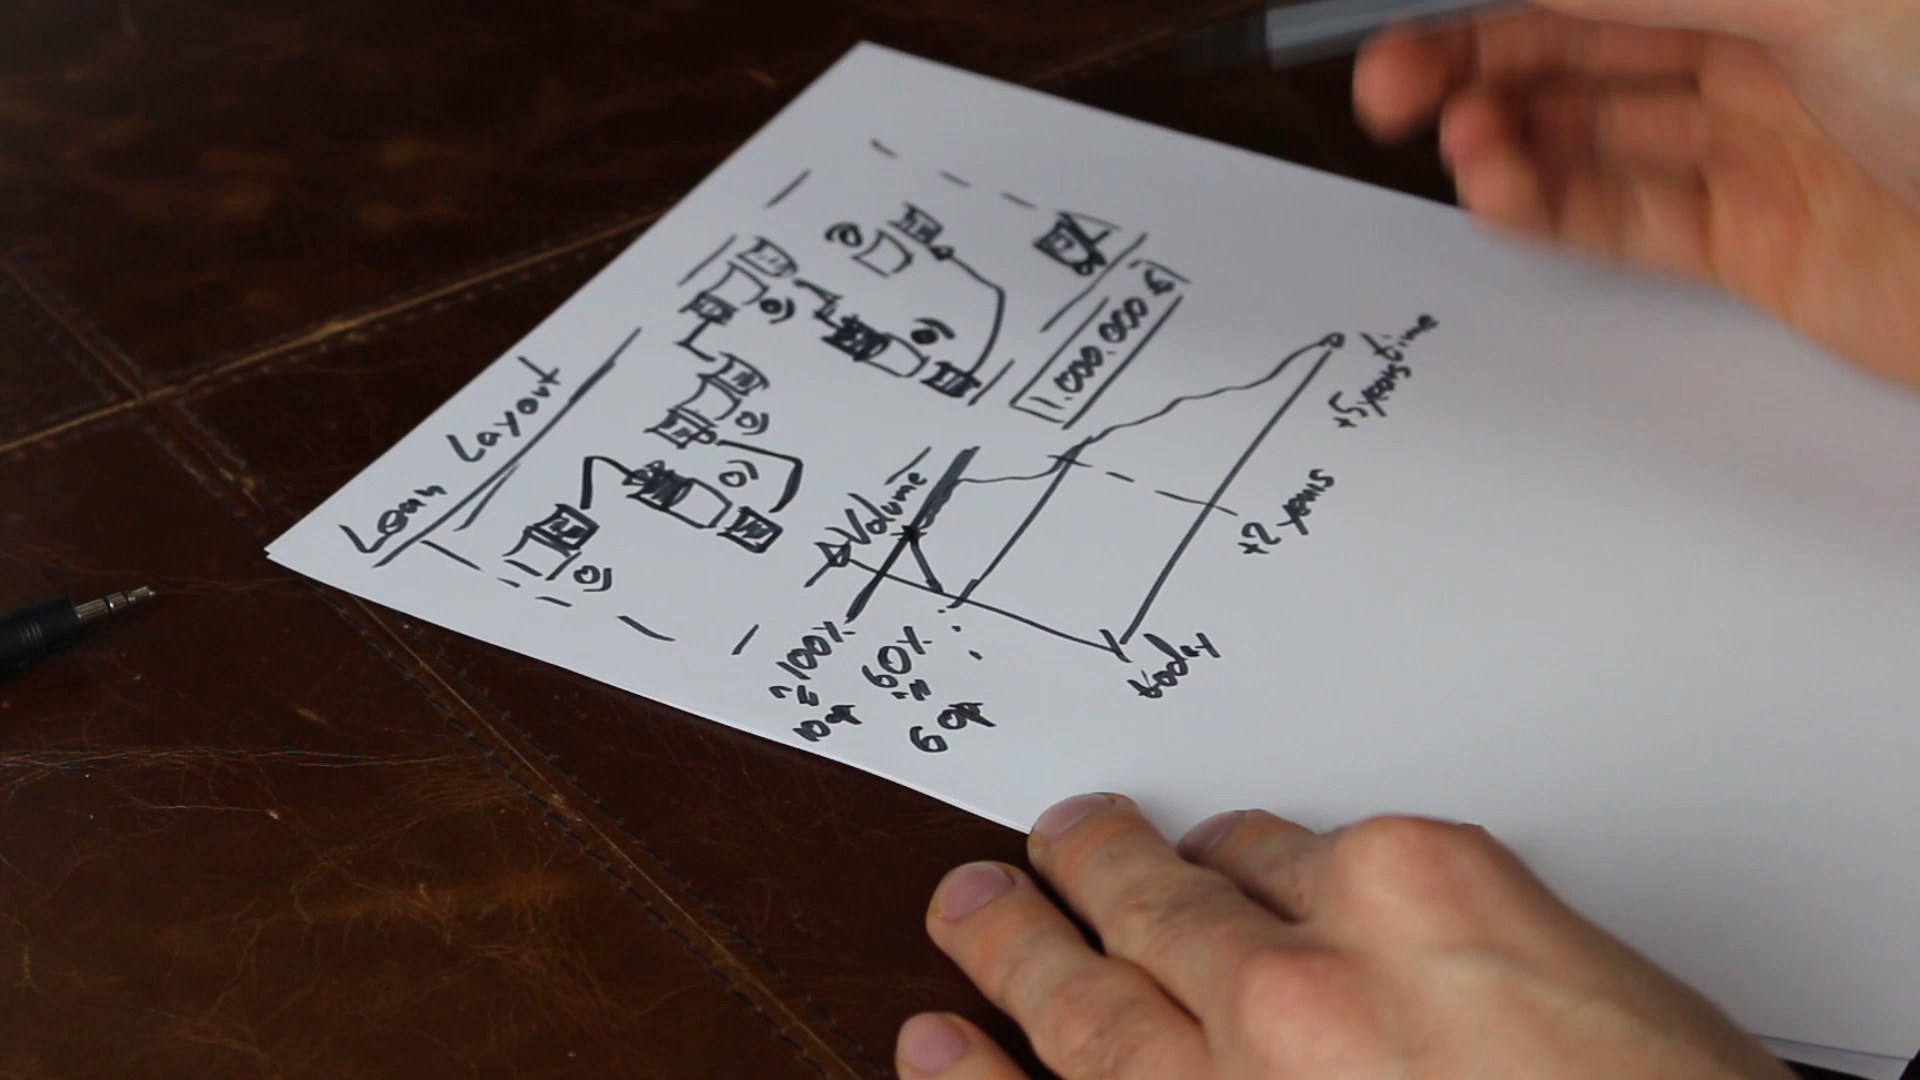 Lean Layout
1.000.000 €
Volume
100%
=
10 op
60%
=
6 op
today
+2 years
+5 years time